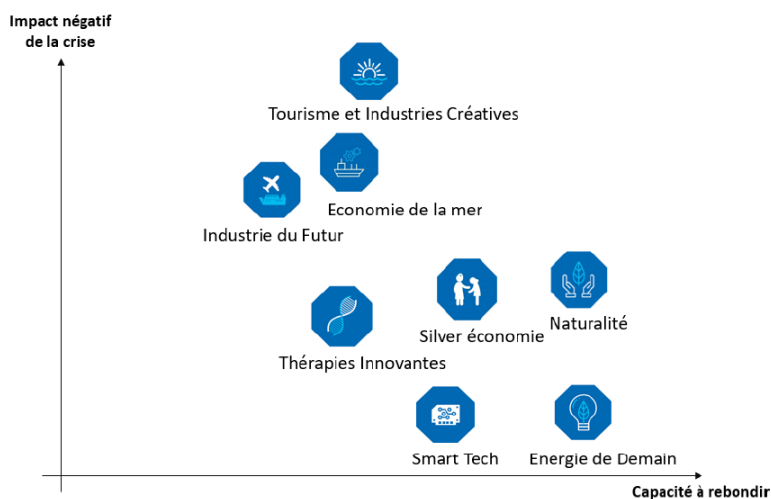 Impact négatif
de la crise
Tourisme et Industries Créatives
Economie de la mer
Industrie du Futur
Naturalité
Silver économie
Thérapies Innovantes
Smart Tech
Energie de Demain
Capacité à rebondir